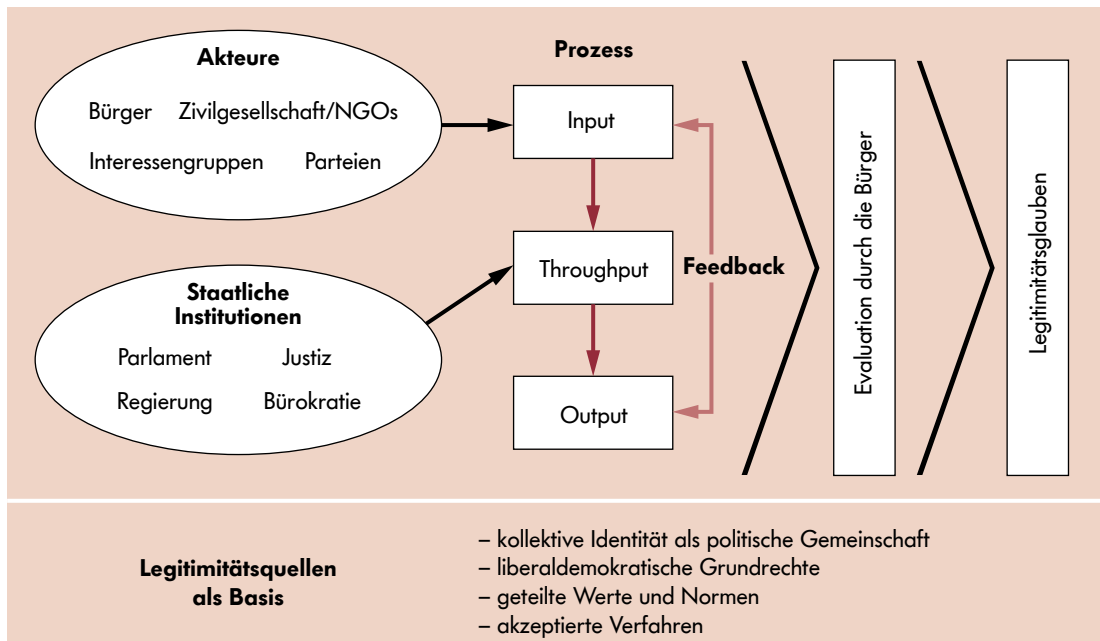 Akteure
Bürger Zivilgesellschaft/NGOs
Interessengruppen Parteien
Staatliche
Institutionen
Parlament Justiz
Regierung Bürokratie
Prozess
Input
Throughput
Feedback
Output
Evaluation durch die Bürger
Legitimitätsglauben
Legitimitätsquellen
als Basis
– kollektive Identität als politische Gemeinschaft
– liberaldemokratische Grundrechte
– geteilte Werte und Normen
– akzeptierte Verfahren